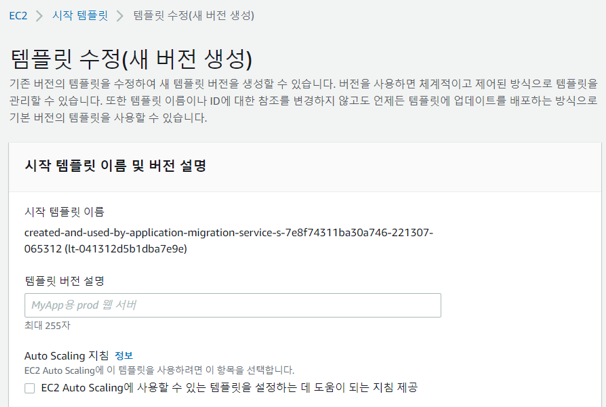 EC2 > 시작 템플릿 > 템플릿 수정(새 버전 생성)
템플릿 수정(새 버전 생성)
기존 버전의 템플릿을 수정하여 새 템플릿 버전을 생성할 수 있습니다. 버전을 사용하면 체계적이고 제어된 방식으로 템플릿을
관리할 수 있습니다. 또한 템플릿 이름이나 ID에 대한 참조를 변경하지 않고도 언제든 템플릿에 업데이트를 배포하는 방식으로
기본 버전의 템플릿을 사용할 수 있습니다.
시작 템플릿 이름 및 버전 설명
시작 템플릿 이름
created-and-used-by-application-migration-service-s-7e8f74311ba30a746-221307-
065312 (lt-041312d5b1dba7e9e)
템플릿 버전 설명
MyApp용 prod 웹 서버
최대 255자
Auto Scaling 지침 정보
EC2 Auto Scaling에 이 템플릿을 사용하려면 이 항목을 선택합니다.
EC2 Auto Scaling에 사용할 수 있는 템플릿을 설정하는 데 도움이 되는 지침 제공